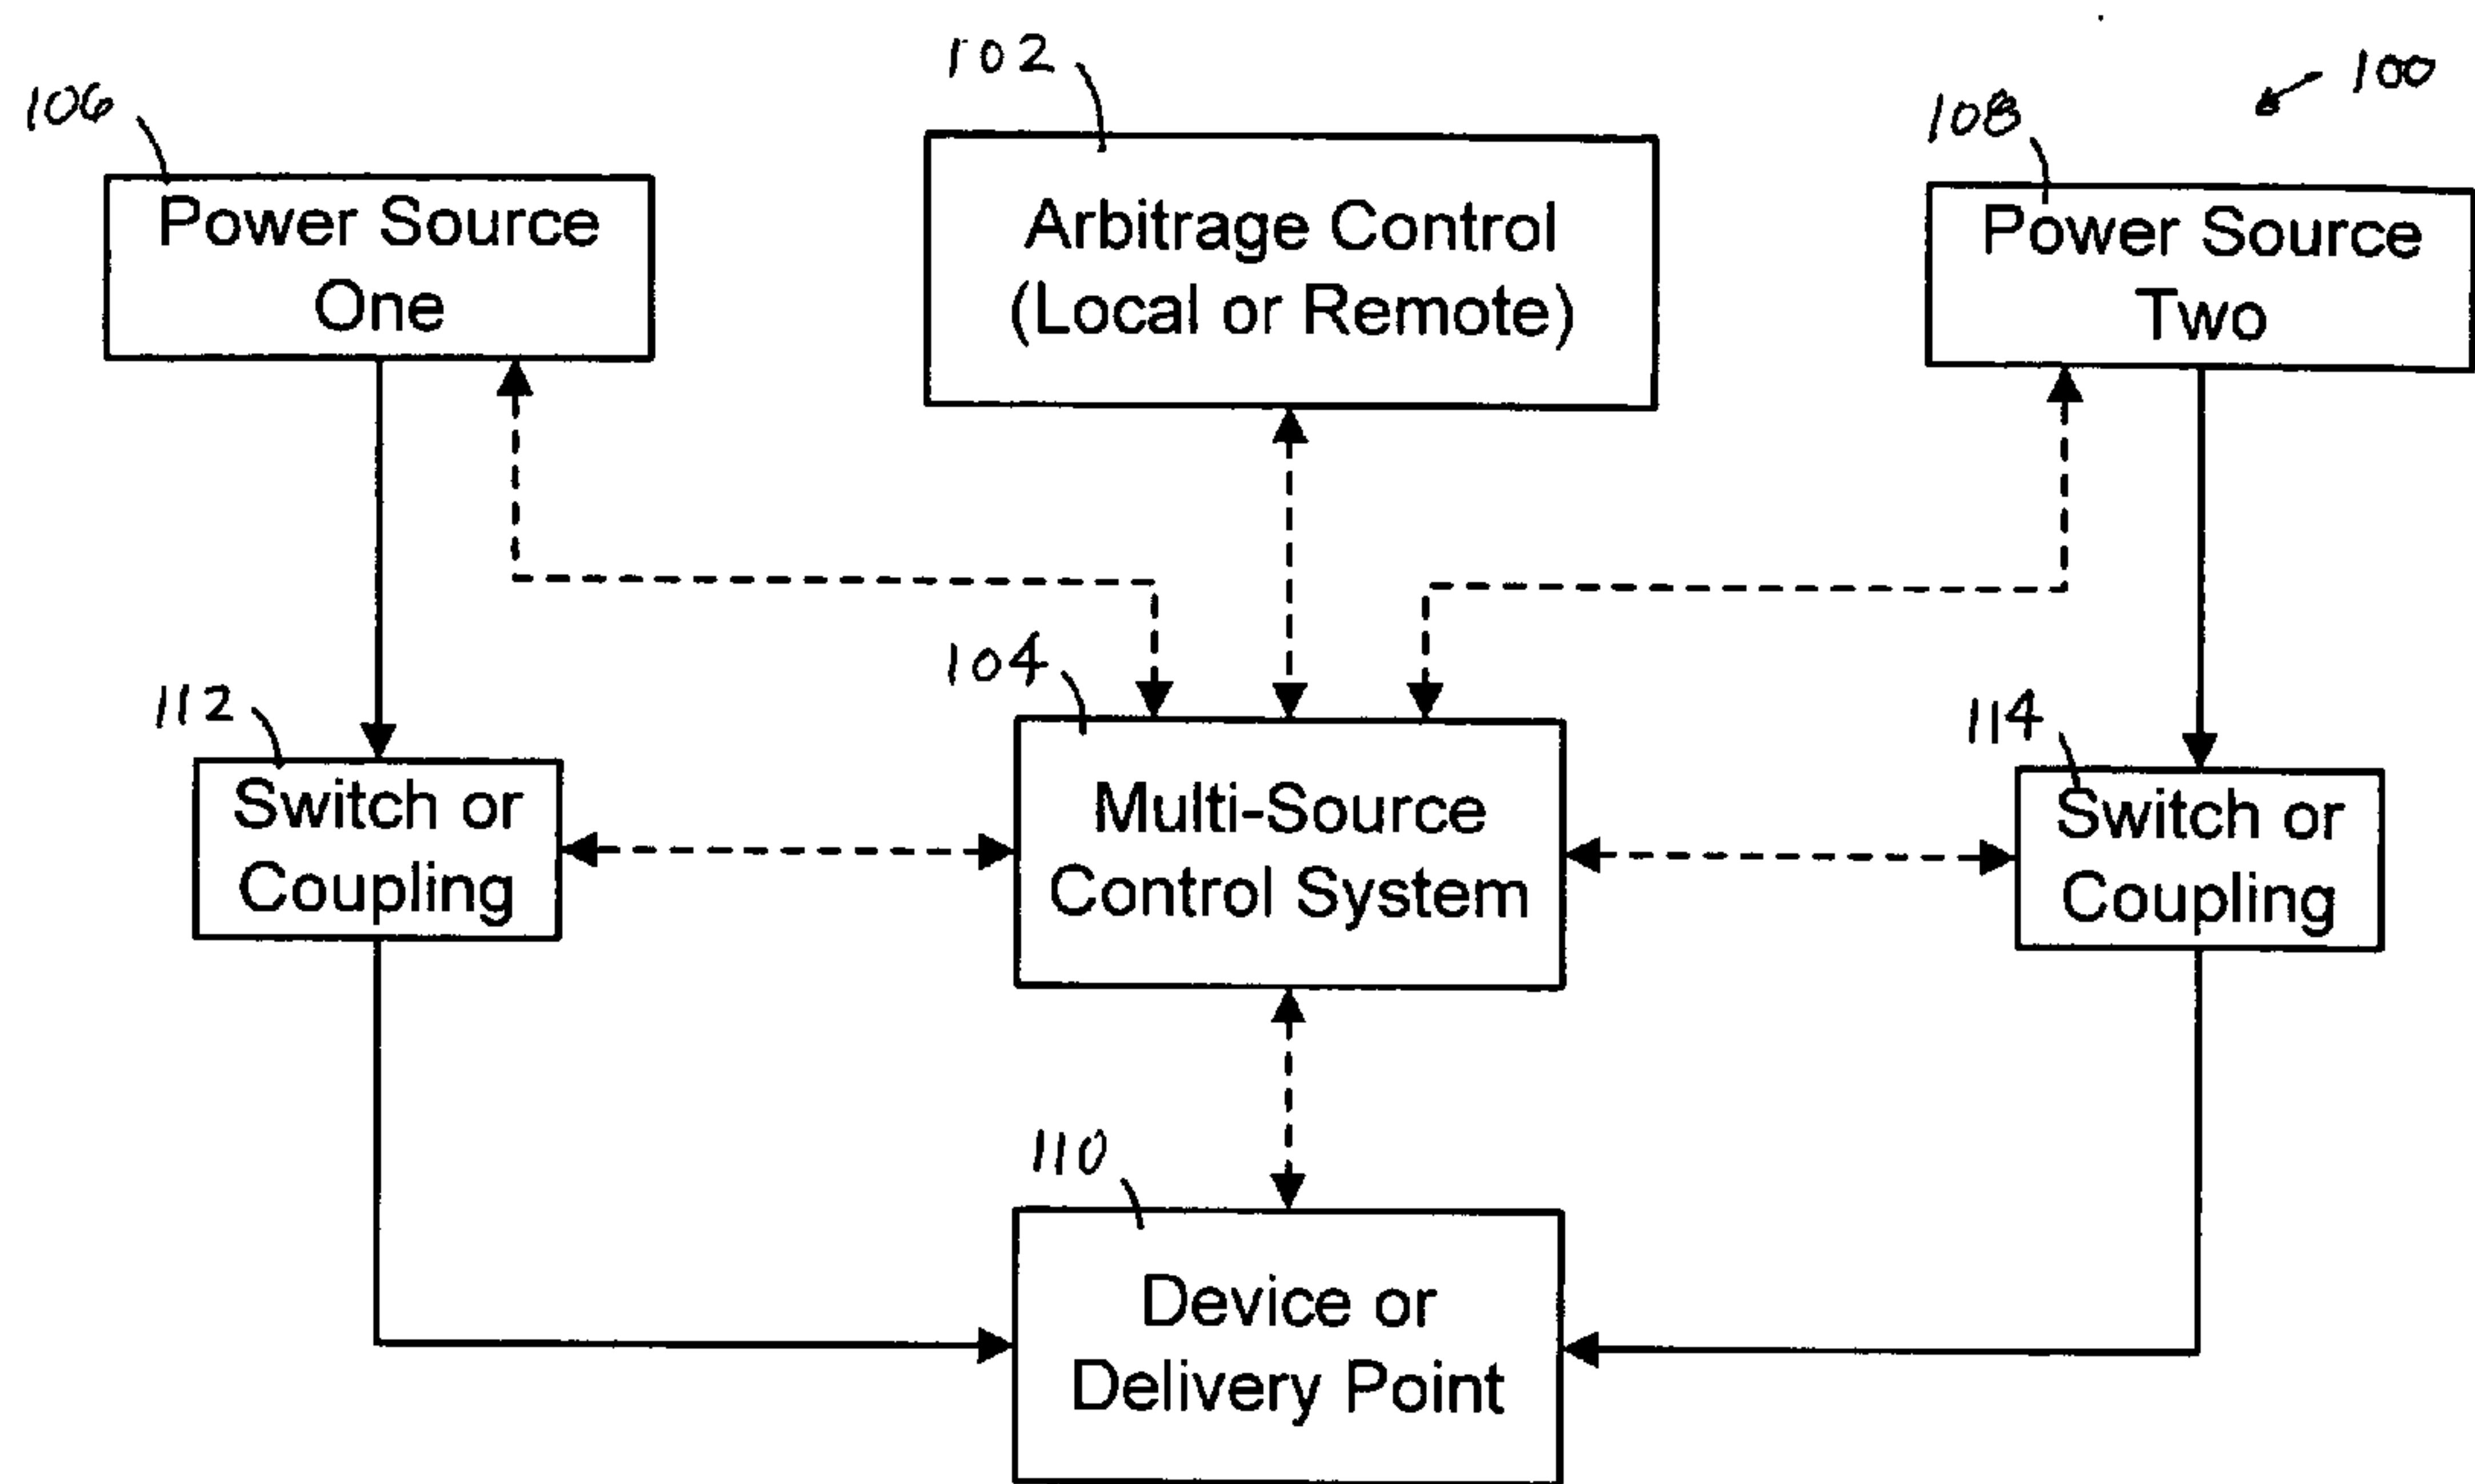 102
100
106
108
Power Source
One
Arbitrage Control
(Local or Remote)
Power Source
Two
104
112
114
Switch or
Coupling
Multi-Source
Control System
Switch or
Coupling
110
Device or
Delivery Point